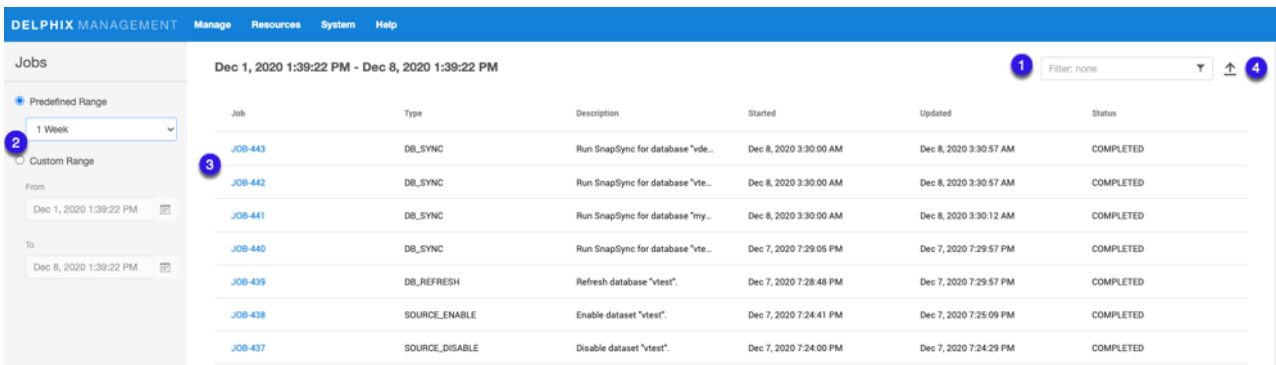 DELPHIX MANAGEMENT Manage Resources System Help
Jobs
Predefined Range
1 Week
2
Custom Range
From
Dec 1, 2020 1:39:22 PM
To
Dec 8, 2020 1:39:22 PM
Dec 1, 2020 1:39:22 PM - Dec 8, 2020 1:39:22 PM
1 Filter: none 4
Job Type Description Started Updated Status
JOB-443 DB_SYNC Run SnapSync for database "vde... Dec 8, 2020 3:30:00 AM Dec 8, 2020 3:30:57 AM COMPLETED
3
JOB-442 DB_SYNC Run SnapSync for database "vte... Dec 8, 2020 3:30:00 AM Dec 8, 2020 3:30:57 AM COMPLETED
JOB-441 DB_SYNC Run SnapSync for database "my... Dec 8, 2020 3:30:00 AM Dec 8, 2020 3:30:12 AM COMPLETED
JOB-440 DB_SYNC Run SnapSync for database "vte... Dec 7, 2020 7:29:05 PM Dec 7, 2020 7:29:57 PM COMPLETED
JOB-439 DB_REFRESH Refresh database "vtest". Dec 7, 2020 7:28:48 PM Dec 7, 2020 7:29:57 PM COMPLETED
JOB-438 SOURCE_ENABLE Enable dataset "vtest". Dec 7, 2020 7:24:41 PM Dec 7, 2020 7:25:09 PM COMPLETED
JOB-437 SOURCE_DISABLE Disable dataset "vtest". Dec 7, 2020 7:24:00 PM Dec 7, 2020 7:24:29 PM COMPLETED